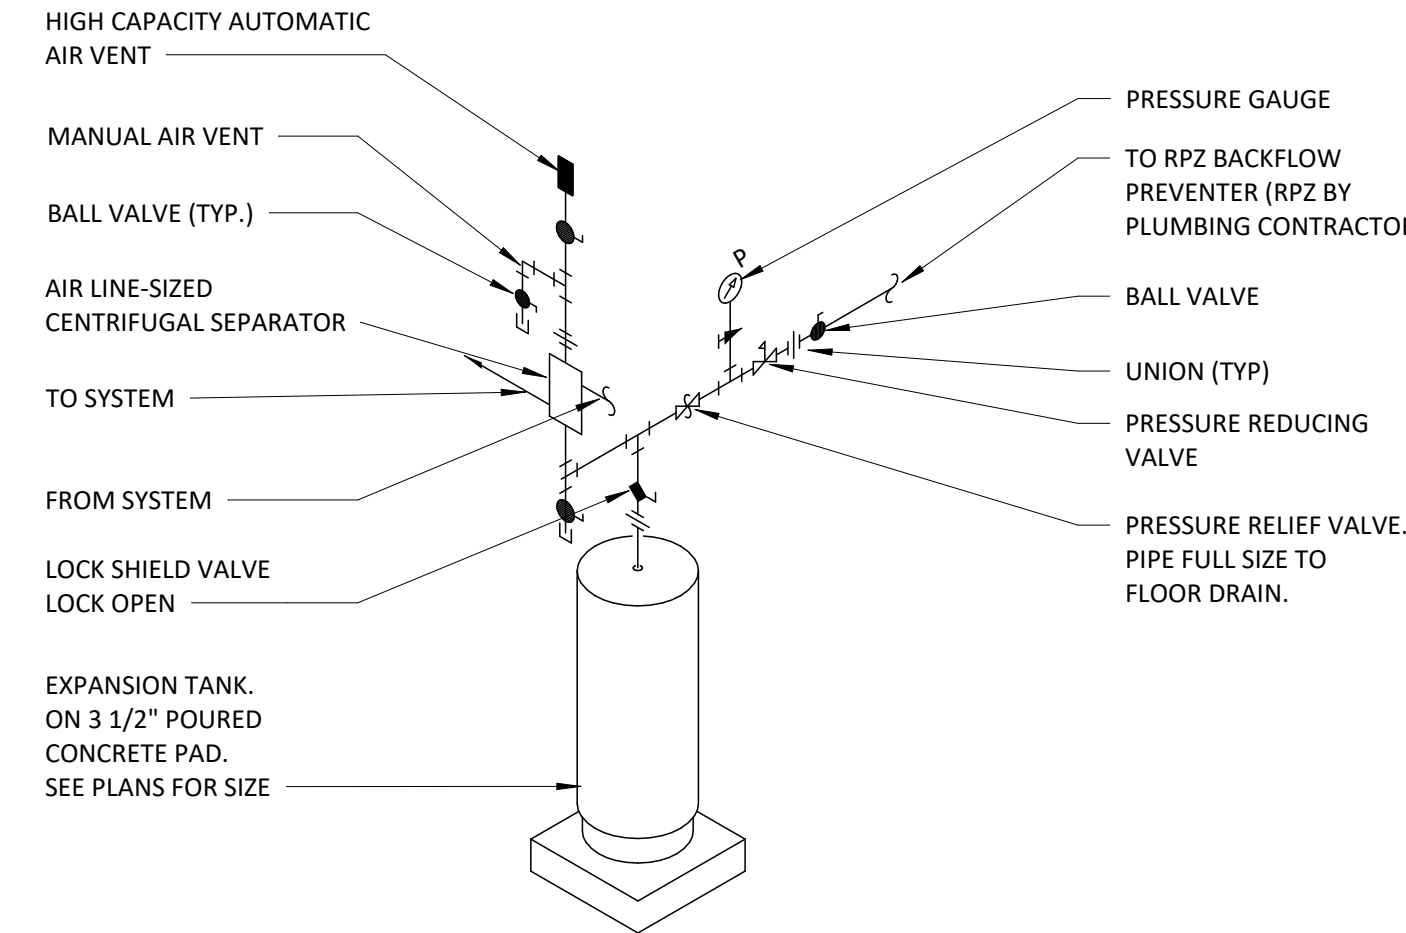 HIGH CAPACITY AUTOMATIC
AIR VENT
MANUAL AIR VENT
BALL VALVE (TYP.)
AIR LINE-SIZED
CENTRIFUGAL SEPARATOR
TO SYSTEM
FROM SYSTEM
LOCK SHIELD VALVE
LOCK OPEN
EXPANSION TANK.
ON 3 1/2" POURED
CONCRETE PAD.
SEE PLANS FOR SIZE
P
PRESSURE GAUGE
TO RPZ BACKFLOW
PREVENTER (RPZ BY
PLUMBING CONTRACTOR
BALL VALVE
UNION (TYP)
PRESSURE REDUCING
VALVE
PRESSURE RELIEF VALVE.
PIPE FULL SIZE TO
FLOOR DRAIN.